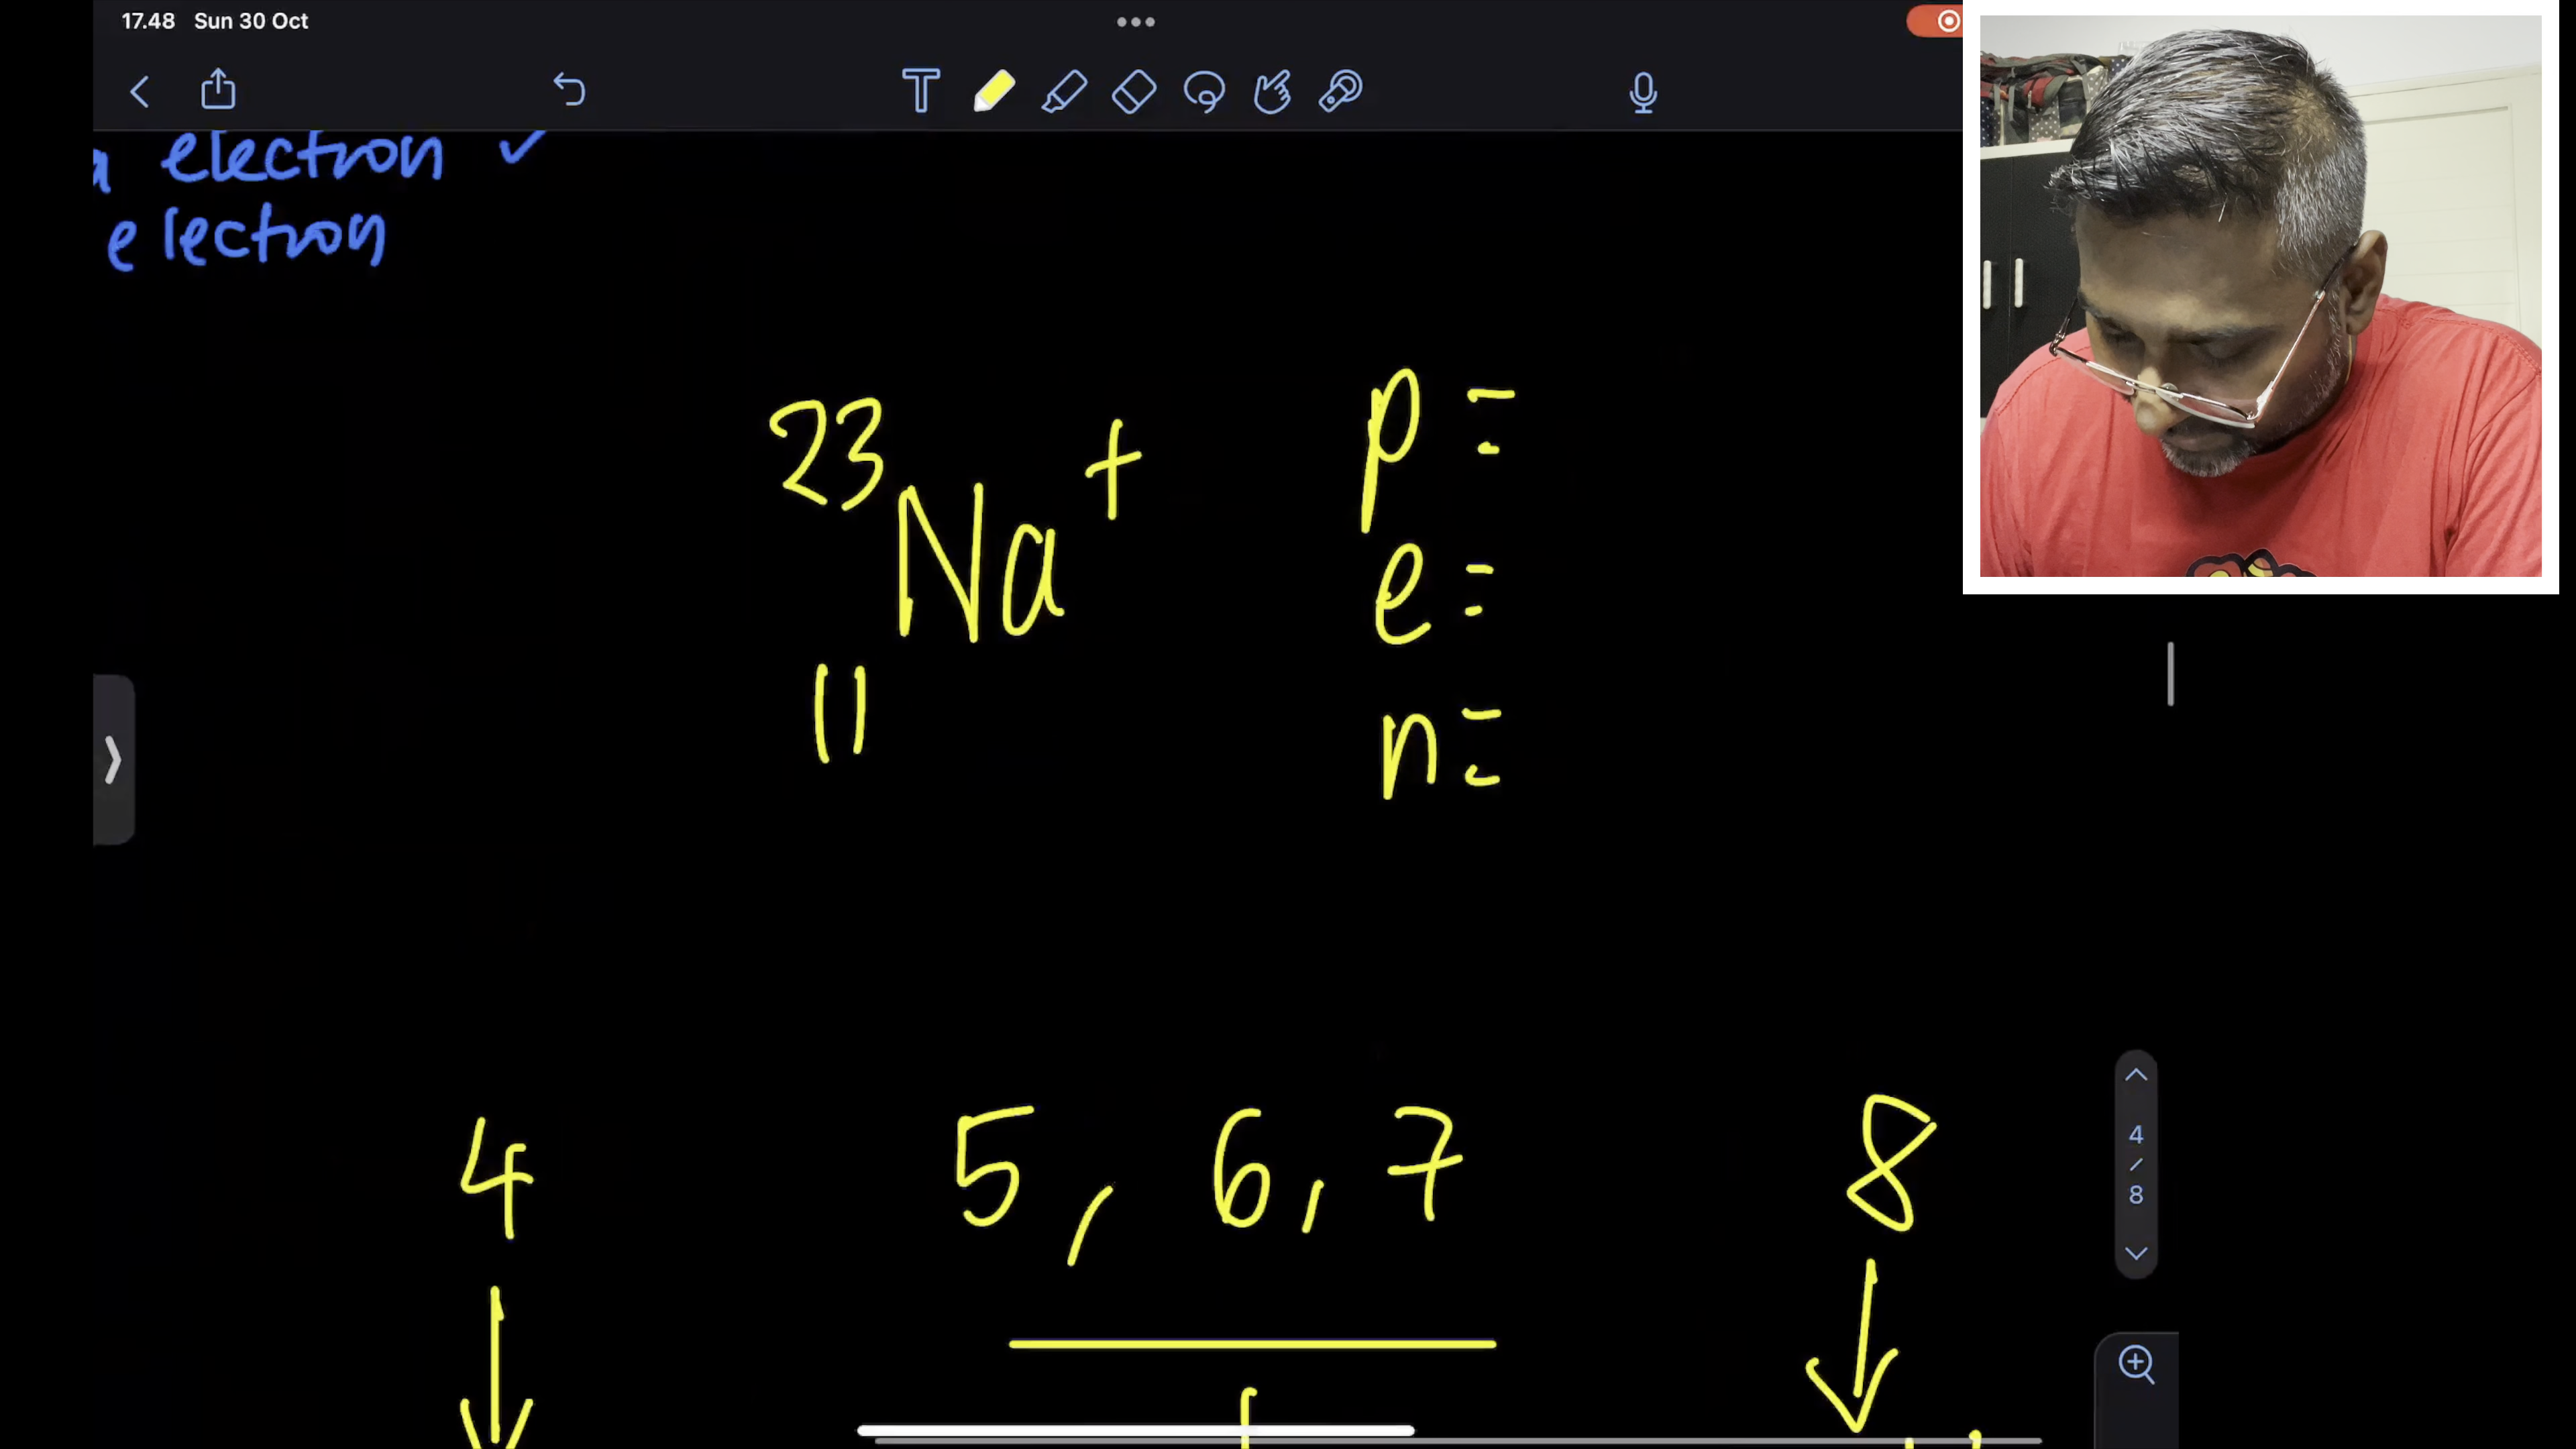 17.48 Sun 30 Oct
T
electron ✓
electron
23
Na+
11
p =
e =
n =
4
5, 6, 7
8
4
/
8